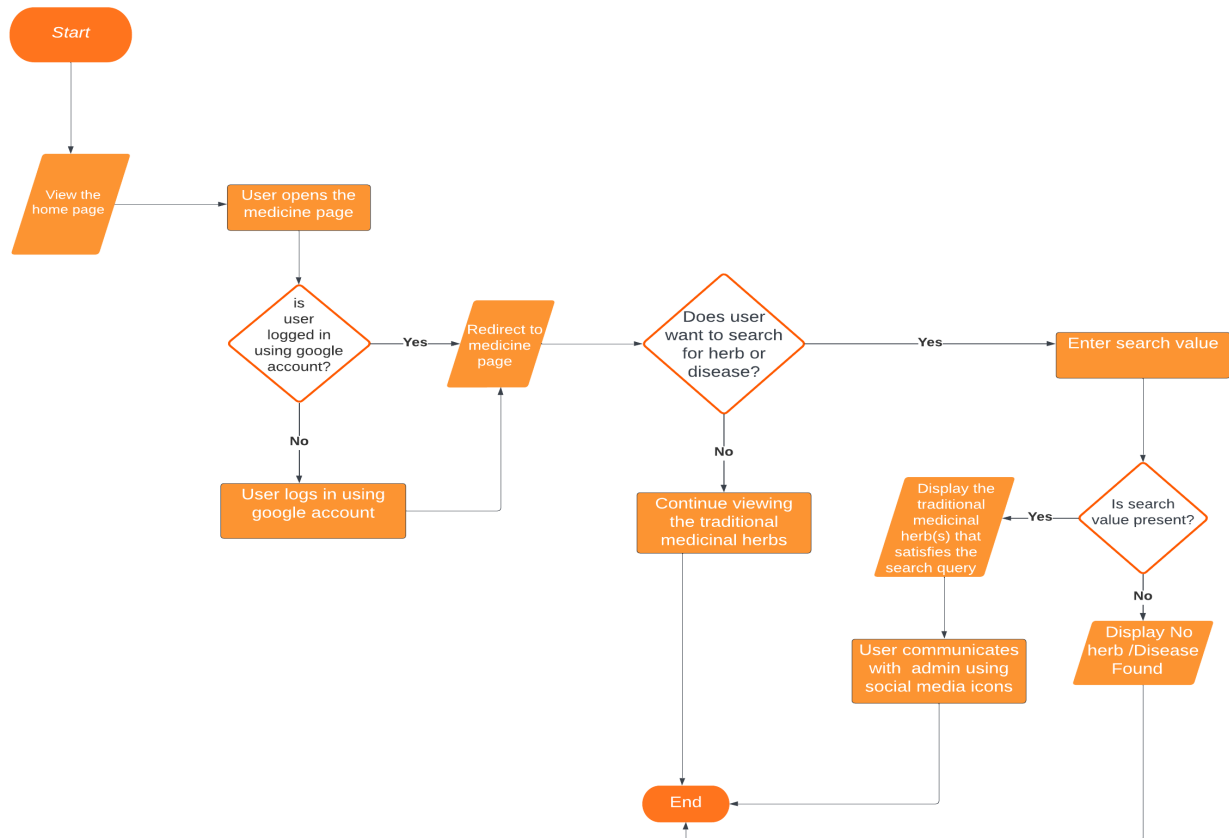 Start
View the
home page
User opens the
medicine page
is
user
logged in
using google
account?
Yes
No
User logs in using
google account
Redirect to
medicine
page
Does user
want to search
for herb or
disease?
Yes
No
Continue viewing
the traditional
medicinal herbs
Enter search value
Is search
value present?
Yes
No
Display the
traditional
medicinal
herb(s) that
satisfies the
search query
User communicates
with admin using
social media icons
Display No
herb /Disease
Found
End